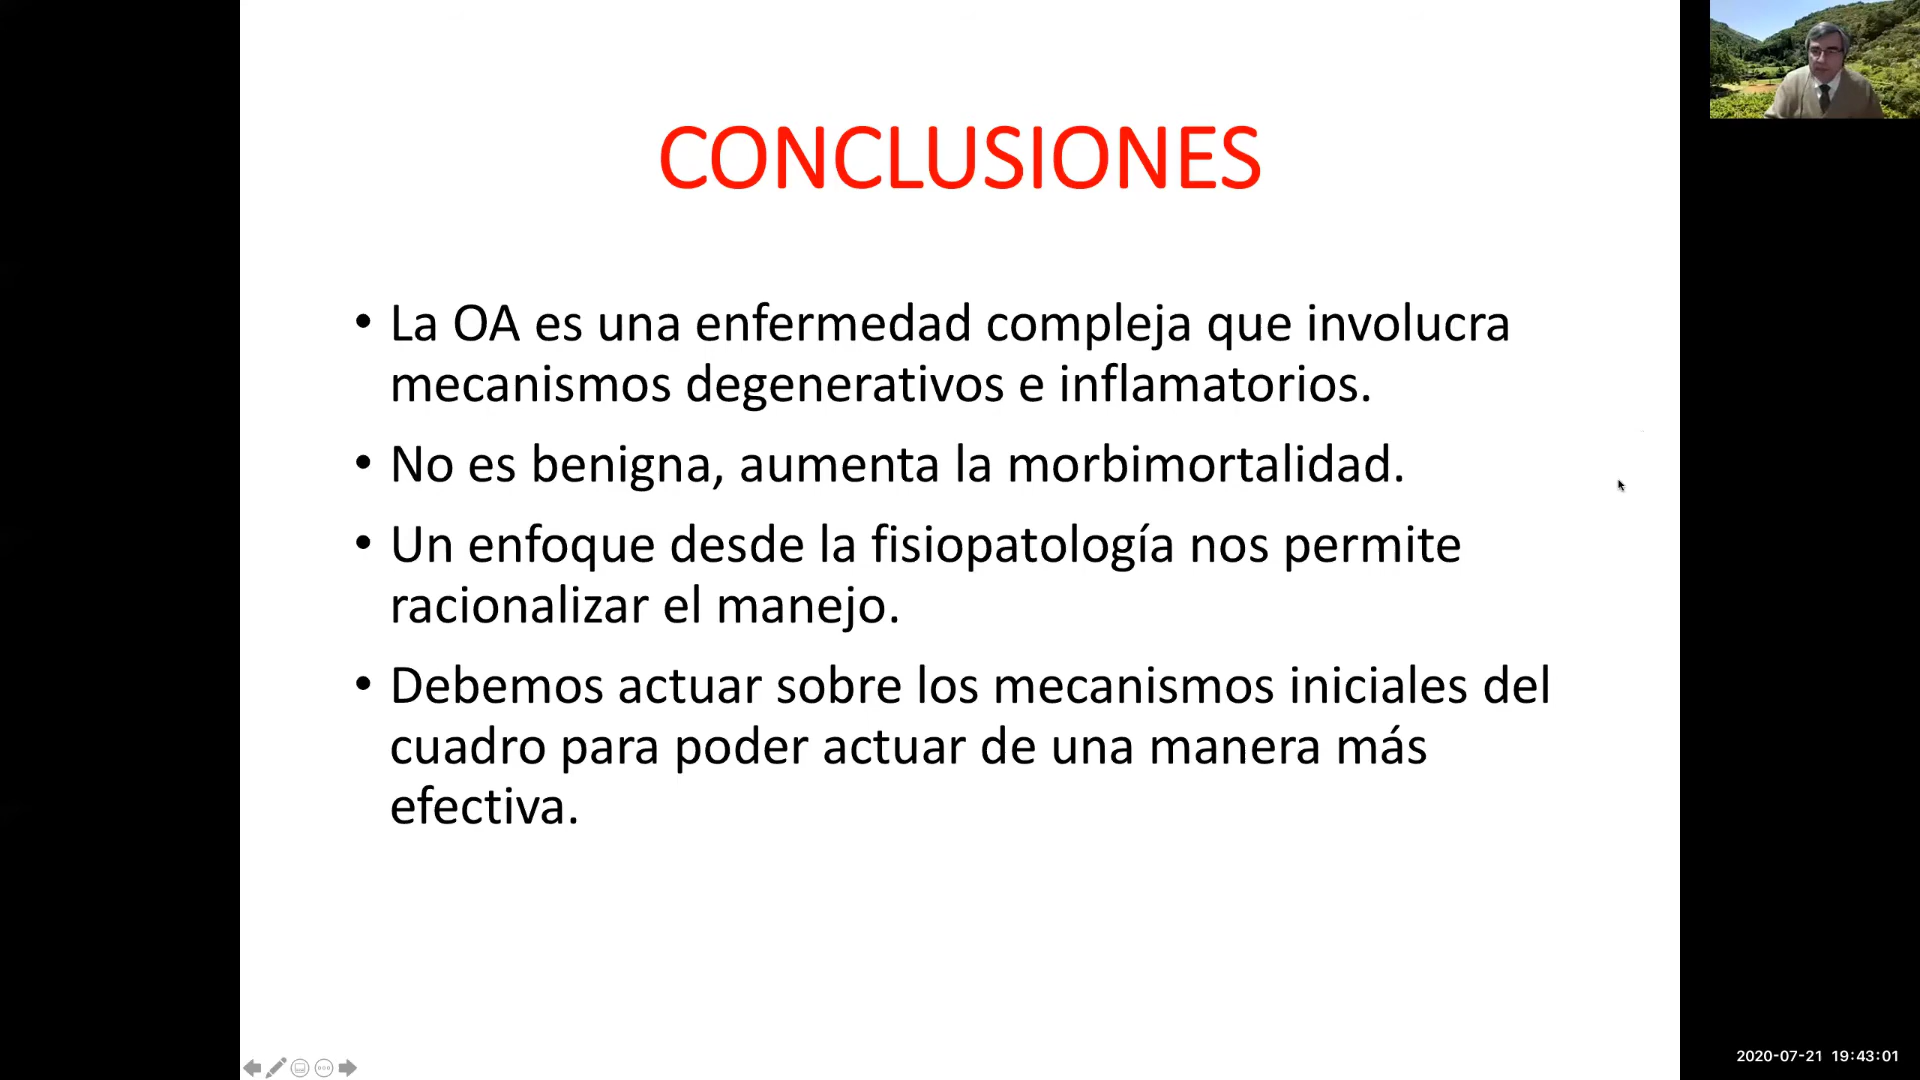 CONCLUSIONES
• La OA es una enfermedad compleja que involucra
mecanismos degenerativos e inflamatorios.
• No es benigna, aumenta la morbimortalidad.
• Un enfoque desde la fisiopatología nos permite
racionalizar el manejo.
• Debemos actuar sobre los mecanismos iniciales del
cuadro para poder actuar de una manera más
efectiva.
2020-07-21 19:43:01